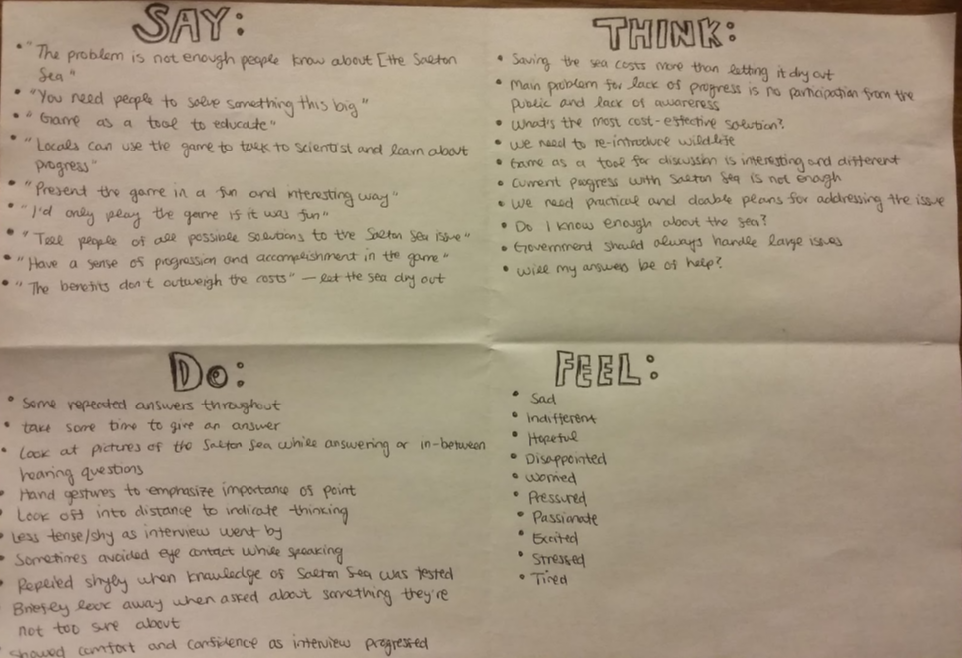 SAY:
• "The problem is not enough people know about [the Salton
Sea"
• "You need people to solve something this big"
• "Game as a tool to educate"
• "Locals can use the game to talk to scientist and learn about
progress"
• "Present the game in a fun and interesting way"
• "I'd only play the game if it was fun"
• "Tell people of all possible solutions to the Salton Sea issue"
• "Have a sense of progression and accomplishment in the game"
• "The benefits don't outweigh the costs" — let the sea dry out
THINK:
• Saving the sea costs more than letting it dry out
• Main problem for lack of progress is no participation from the
public and lack of awareness
• What's the most cost-effective solution?
• We need to re-introduce wildlife
• Game as a tool for discussion is interesting and different
• Current progress with Salton Sea is not enough
• We need practical and doable plans for addressing the issue
• Do I know enough about the sea?
• Government should always handle large issues
• Will my answers be of help?
Do:
• Some repeated answers throughout
• take some time to give an answer
• Look at pictures of the Salton Sea while answering or in-between
hearing questions
• Hand gestures to emphasize importance of point
• Look off into distance to indicate thinking
• Less tense/shy as interview went by
• Sometimes avoided eye contact while speaking
• Replied shyly when knowledge of Salton Sea was tested
• Briefly look away when asked about something they're
not too sure about
• Showed comfort and confidence as interview progressed
FEEL:
• Sad
• Indifferent
• Hopeful
• Disappointed
• Worried
• Pressured
• Passionate
• Excited
• Stressed
• Tired